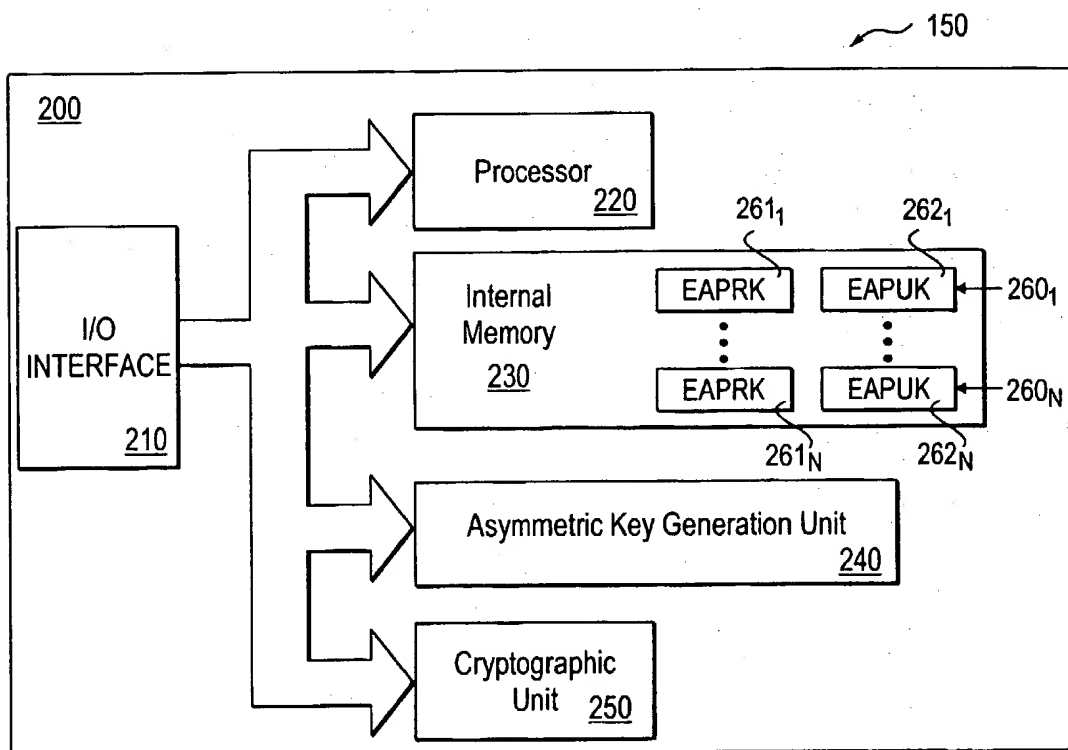 150
200
Processor
220
261₁
262₁
I/O
INTERFACE
210
Internal
Memory
230
EAPRK
EAPUK
260₁
EAPRK
EAPUK
260N
261N
262N
Asymmetric Key Generation Unit
240
Cryptographic
Unit
250